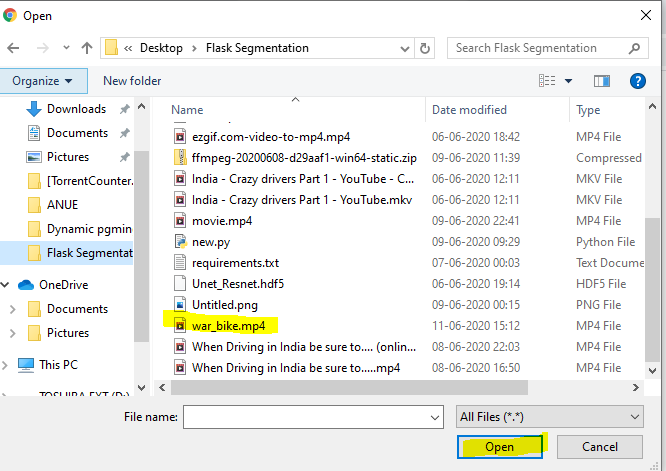 Open
« Desktop > Flask Segmentation
Search Flask Segmentation
Organize
New folder
Downloads
Documents
Pictures
[TorrentCounter.
ANUE
Dynamic pgmin
Flask Segmentat
OneDrive
Documents
Pictures
This PC
Name Date modified Type
ezgif.com-video-to-mp4.mp4 06-06-2020 18:42 MP4 File
ffmpeg-20200608-d29aaf1-win64-static.zip 09-06-2020 11:39 Compressed
India - Crazy drivers Part 1 - YouTube - C... 06-06-2020 12:11 MKV File
India - Crazy drivers Part 1 - YouTube.mkv 06-06-2020 12:11 MKV File
movie.mp4 09-06-2020 22:41 MP4 File
new.py 09-06-2020 09:29 Python File
requirements.txt 07-06-2020 00:03 Text Docume
Unet_Resnet.hdf5 06-06-2020 19:14 HDF5 File
Untitled.png 09-06-2020 00:15 PNG File
war_bike.mp4 11-06-2020 15:12 MP4 File
When Driving in India be sure to.... (onlin... 08-06-2020 22:03 MP4 File
When Driving in India be sure to.....mp4 08-06-2020 16:50 MP4 File
File name:
All Files (*.*)
Open
Cancel